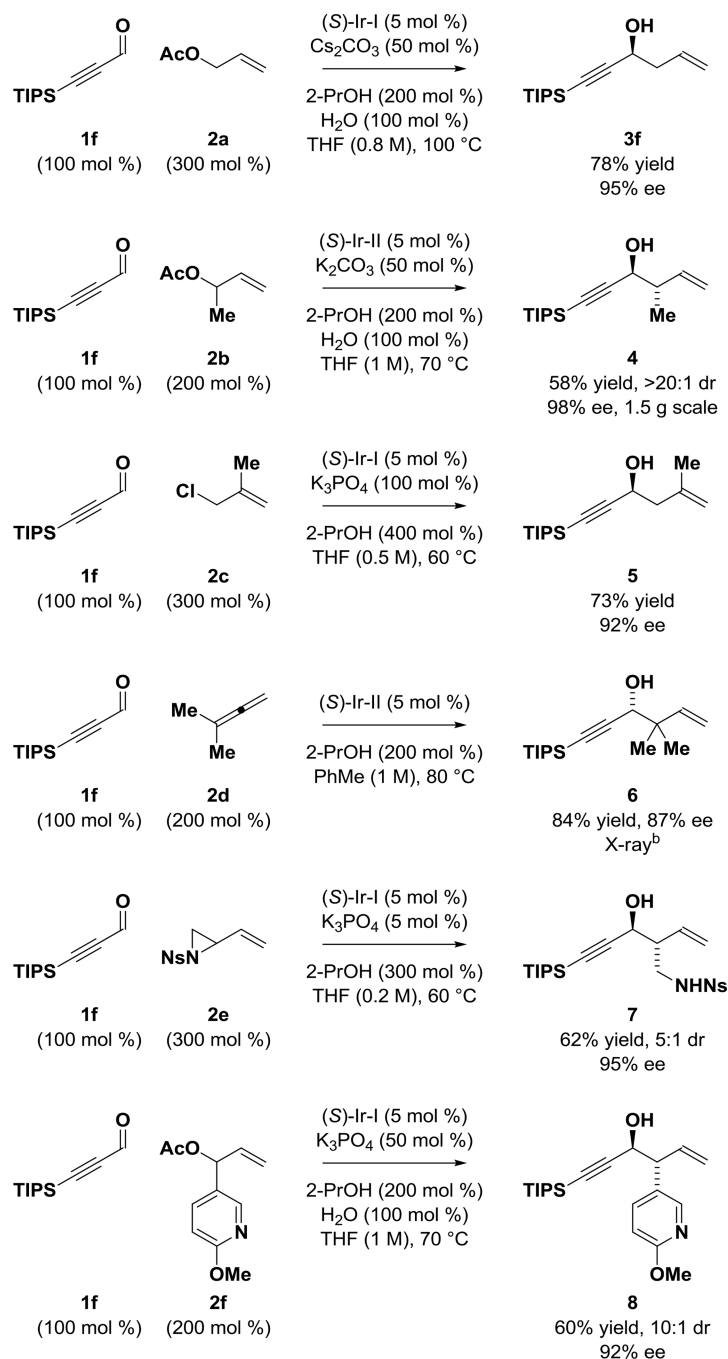 O
TIPS
1f
(100 mol %)
AcO
2a
(300 mol %)
(S)-Ir-I (5 mol %)
Cs2CO3 (50 mol %)
2-PrOH (200 mol %)
H2O (100 mol %)
THF (0.8 M), 100 °C
OH
TIPS
3f
78% yield
95% ee
O
TIPS
1f
(100 mol %)
AcO
Me
2b
(200 mol %)
(S)-Ir-II (5 mol %)
K2CO3 (50 mol %)
2-PrOH (200 mol %)
H2O (100 mol %)
THF (1 M), 70 °C
OH
TIPS
Me
4
58% yield, >20:1 dr
98% ee, 1.5 g scale
O
TIPS
1f
(100 mol %)
Me
Cl
2c
(300 mol %)
(S)-Ir-I (5 mol %)
K3PO4 (100 mol %)
2-PrOH (400 mol %)
THF (0.5 M), 60 °C
OH Me
TIPS
5
73% yield
92% ee
O
TIPS
1f
(100 mol %)
Me
Me
2d
(200 mol %)
(S)-Ir-II (5 mol %)
2-PrOH (200 mol %)
PhMe (1 M), 80 °C
OH
TIPS
Me Me
6
84% yield, 87% ee
X-rayb
O
TIPS
1f
(100 mol %)
NsN
2e
(300 mol %)
(S)-Ir-I (5 mol %)
K3PO4 (5 mol %)
2-PrOH (300 mol %)
THF (0.2 M), 60 °C
OH
TIPS
NHNs
7
62% yield, 5:1 dr
95% ee
O
TIPS
1f
(100 mol %)
AcO
N
OMe
2f
(200 mol %)
(S)-Ir-I (5 mol %)
K3PO4 (50 mol %)
2-PrOH (200 mol %)
H2O (100 mol %)
THF (1 M), 70 °C
OH
TIPS
N
OMe
8
60% yield, 10:1 dr
92% ee